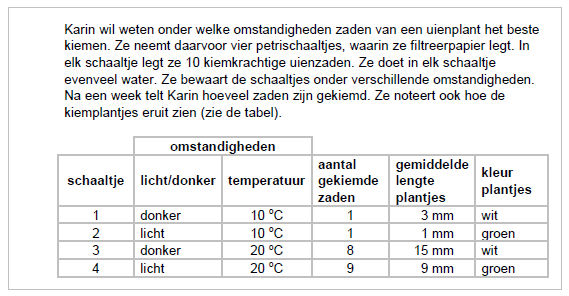 Karin wil weten onder welke omstandigheden zaden van een uienplant het beste
kiemen. Ze neemt daarvoor vier petrischaaltjes, waarin ze filtreerpapier legt. In
elk schaaltje legt ze 10 kiemkrachtige uienzaden. Ze doet in elk schaaltje
evenveel water. Ze bewaart de schaaltjes onder verschillende omstandigheden.
Na een week telt Karin hoeveel zaden zijn gekiemd. Ze noteert ook hoe de
kiemplantjes eruit zien (zie de tabel).
omstandigheden
schaaltje licht/donker temperatuur aantal gekiemde zaden gemiddelde lengte plantjes kleur plantjes
1 donker 10 ºC 1 3 mm wit
2 licht 10 ºC 1 1 mm groen
3 donker 20 ºC 8 15 mm wit
4 licht 20 ºC 9 9 mm groen